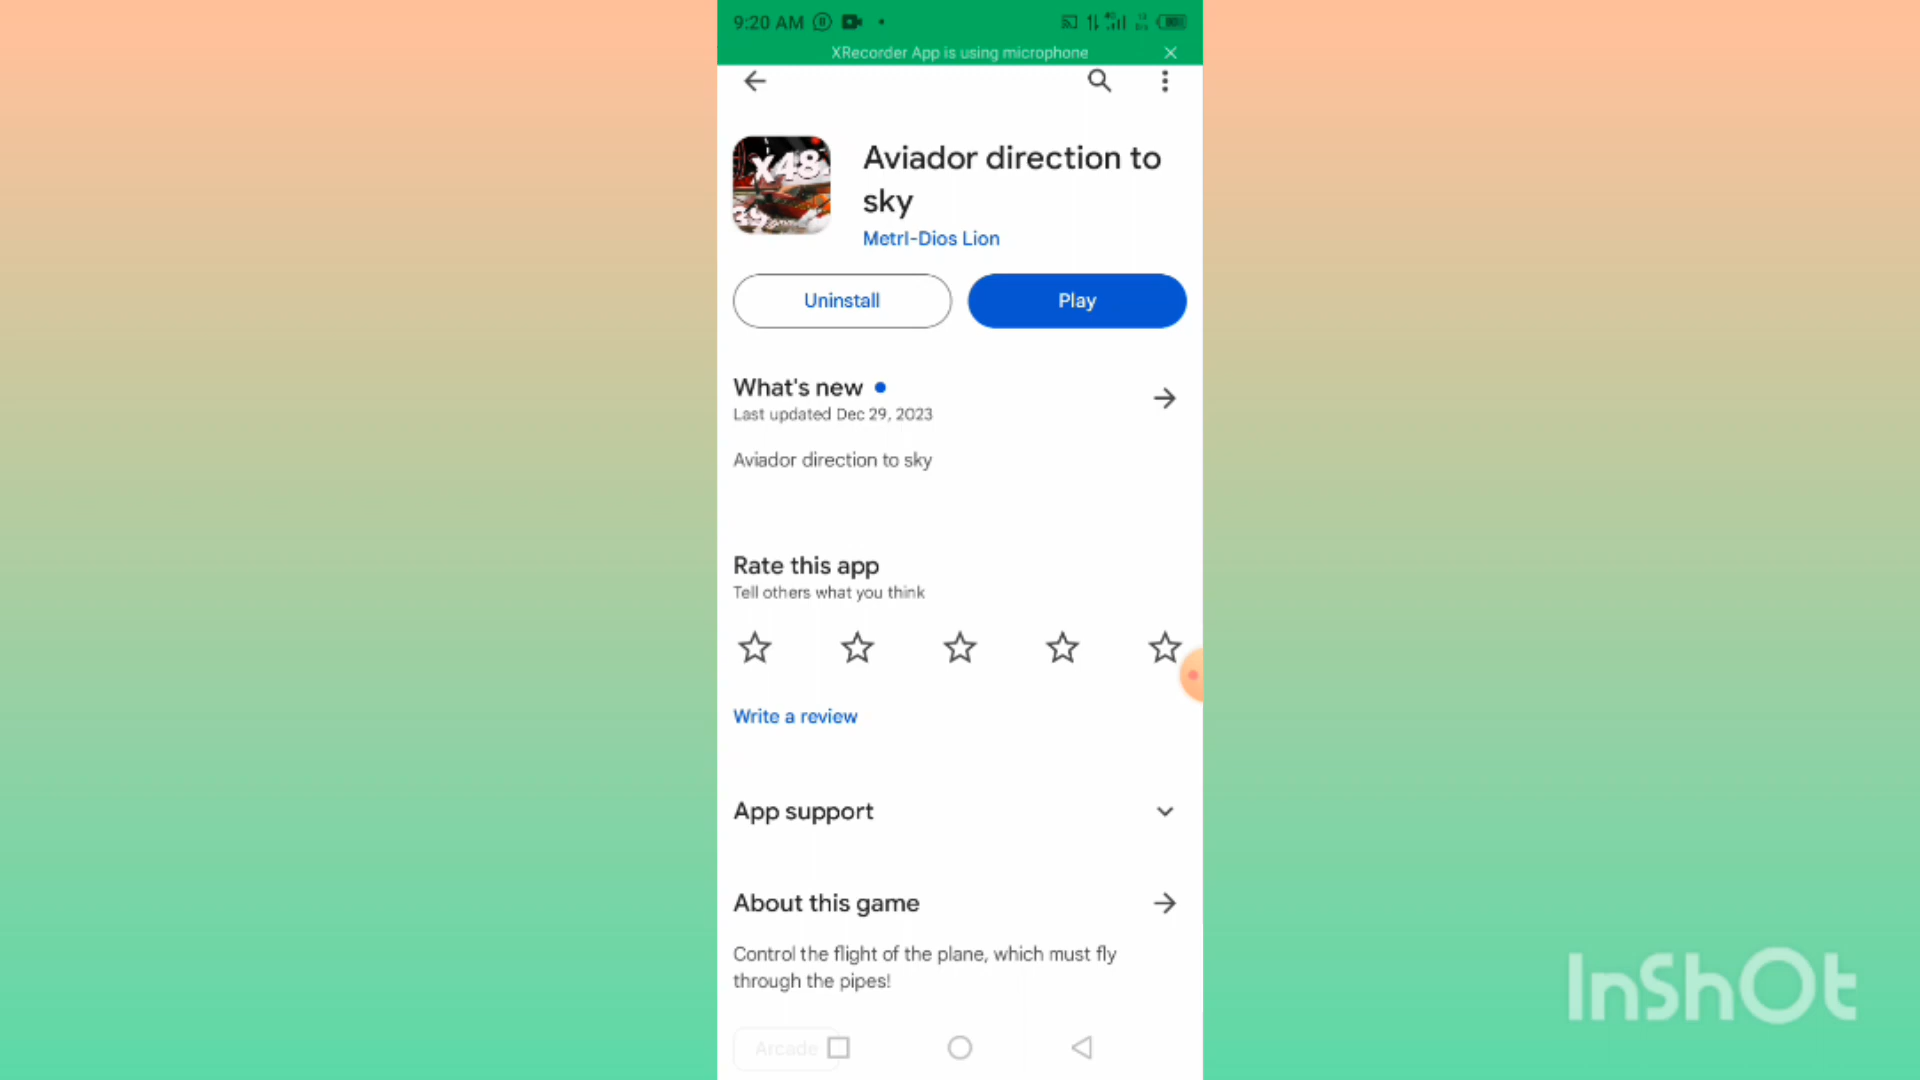 9:20 AM
XRecorder App is using microphone
X48
39
Aviador direction to
sky
Metrl-Dios Lion
Uninstall
Play
What's new
Last updated Dec 29, 2023
Aviador direction to sky
Rate this app
Tell others what you think
Write a review
App support
About this game
Control the flight of the plane, which must fly
through the pipes!
Arcade
InShOt